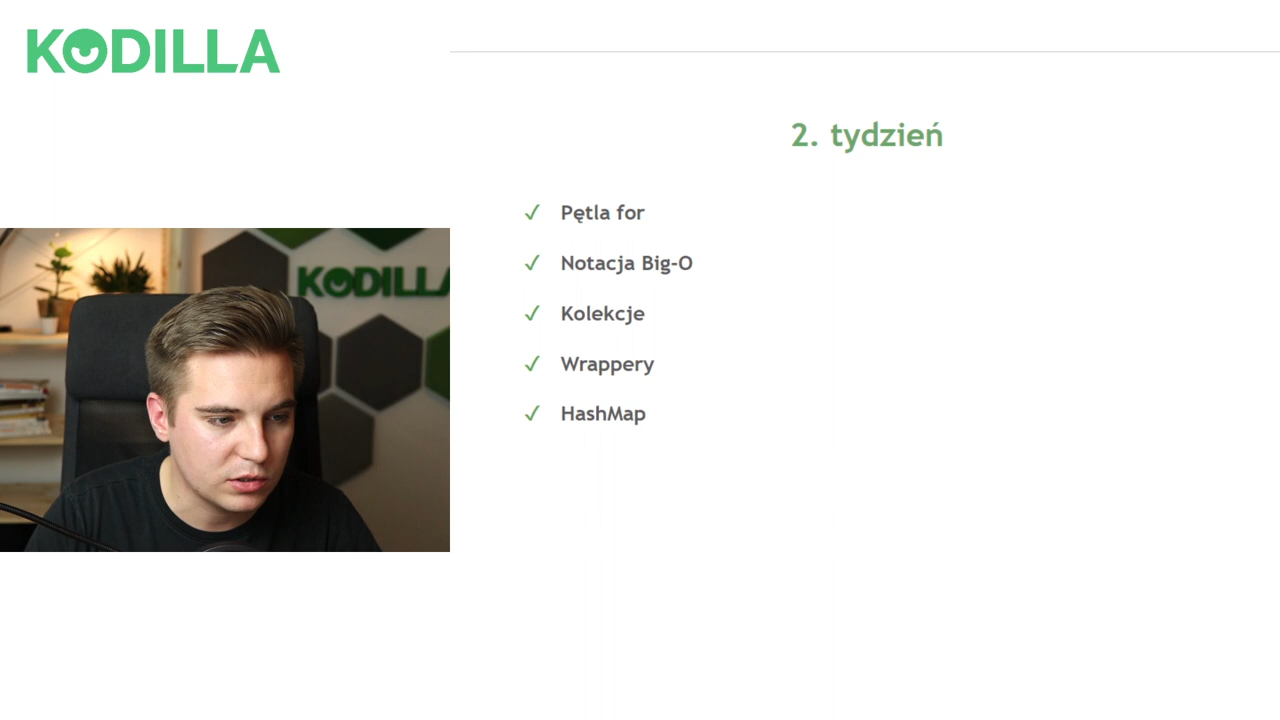 KODILLA
2. tydzień
✓ Pętla for
✓ Notacja Big-O
✓ Kolekcje
✓ Wrappery
✓ HashMap
KODILLA